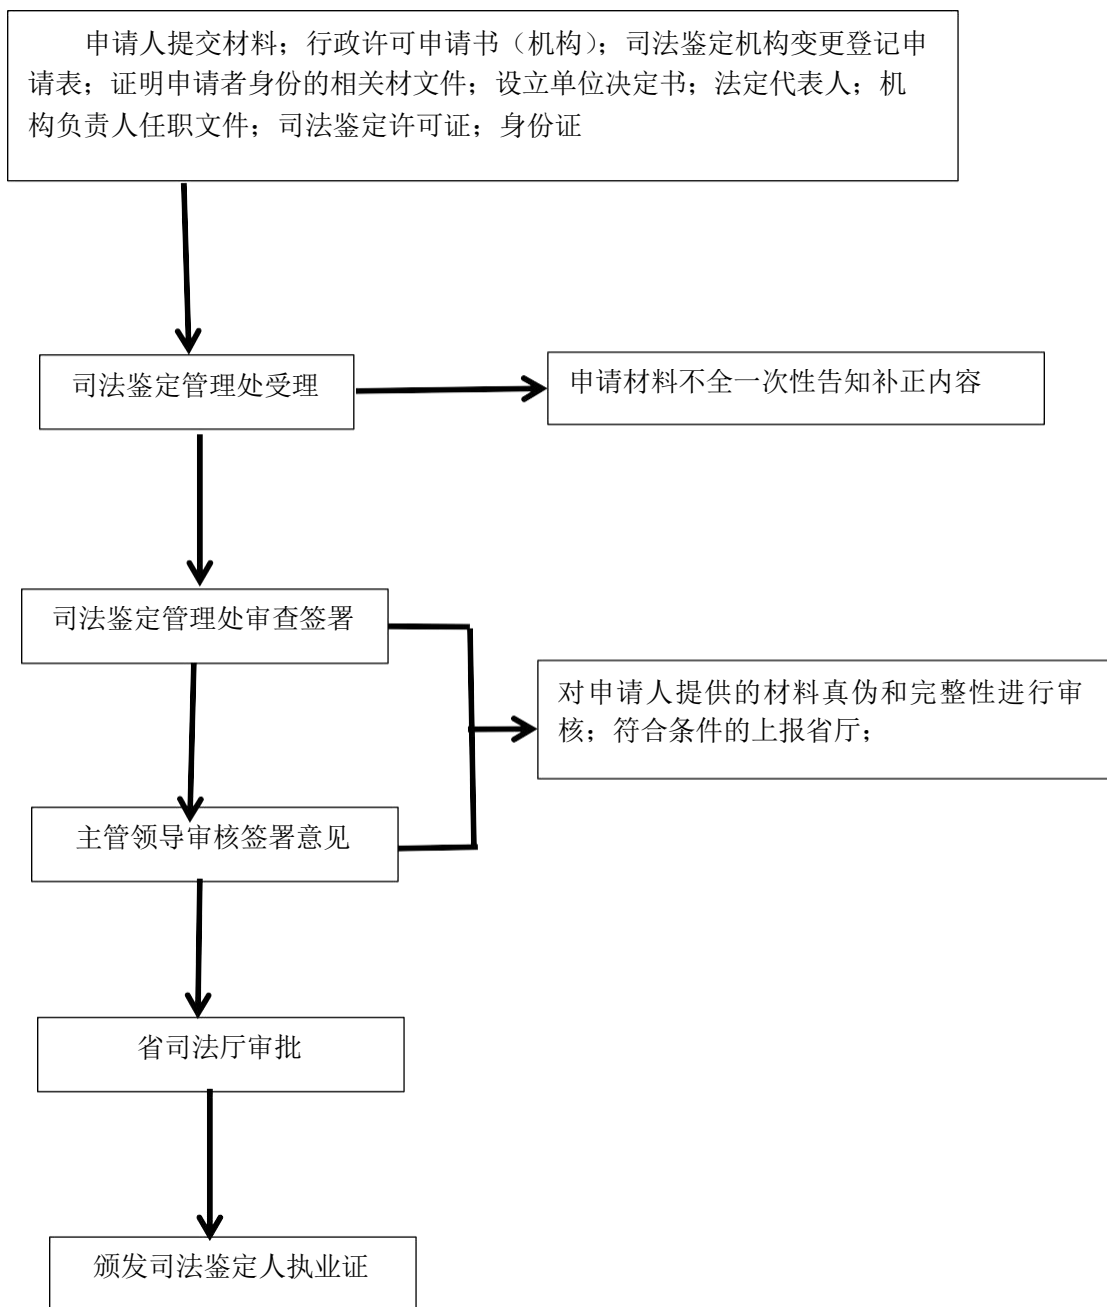 申请人提交材料；行政许可申请书（机构）；司法鉴定机构变更登记申
请表；证明申请者身份的相关材文件；设立单位决定书；法定代表人；机
构负责人任职文件；司法鉴定许可证；身份证
司法鉴定管理处受理
申请材料不全一次性告知补正内容
司法鉴定管理处审查签署
对申请人提供的材料真伪和完整性进行审
核；符合条件的上报省厅；
主管领导审核签署意见
省司法厅审批
颁发司法鉴定人执业证